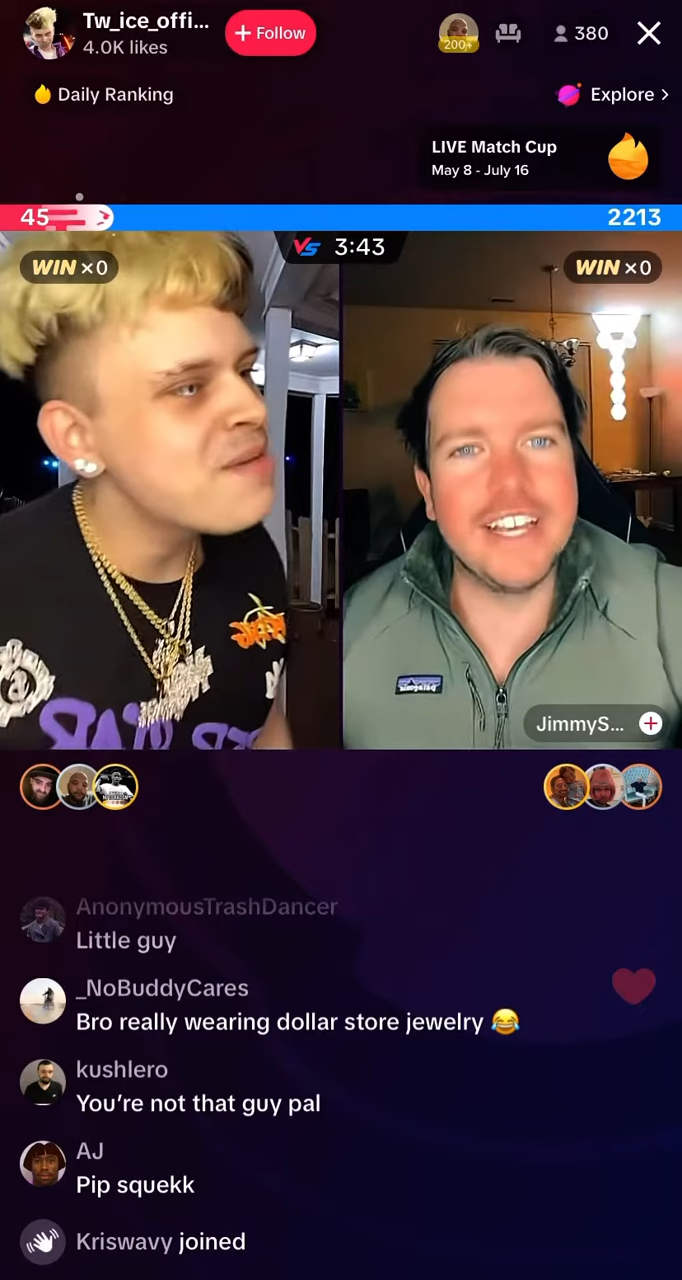 Tw_ice_offi...
+ Follow
4.0K likes
200+
380
Daily Ranking
Explore >
LIVE Match Cup
May 8 - July 16
45
2213
VS 3:43
WIN ×0
WIN ×0
JimmyS...
AnonymousTrashDancer
Little guy
_NoBuddyCares
Bro really wearing dollar store jewelry 😂
kushlero
You're not that guy pal
AJ
Pip squekk
Kriswavy joined